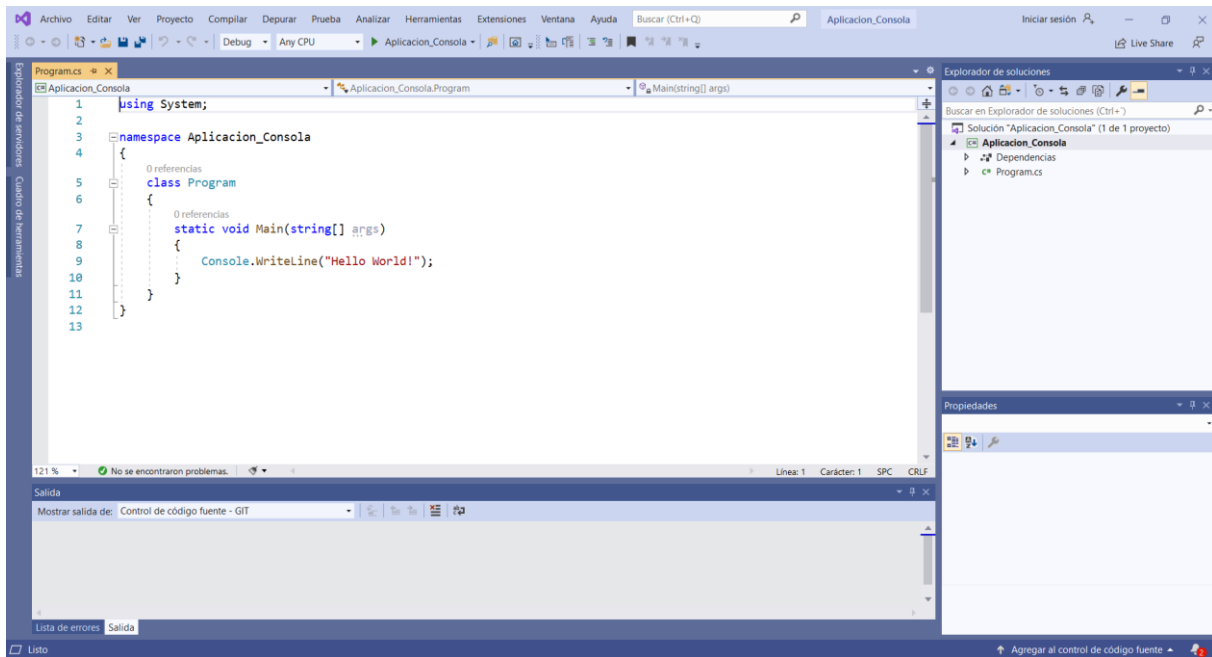 Archivo Editar Ver Proyecto Compilar Depurar Prueba Analizar Herramientas Extensiones Ventana Ayuda Buscar (Ctrl+Q) Aplicacion_Consola Iniciar sesión
Debug Any CPU Aplicacion_Consola Live Share
Explorador de servidores
Cuadro de herramientas
Program.cs
Aplicacion_Consola Aplicacion_Consola.Program Main(string[] args)
1 using System;
2
3 namespace Aplicacion_Consola
4 {
0 referencias
5 class Program
6 {
0 referencias
7 static void Main(string[] args)
8 {
9 Console.WriteLine("Hello World!");
10 }
11 }
12 }
13
121 % No se encontraron problemas. Línea: 1 Carácter: 1 SPC CRLF
Salida
Mostrar salida de: Control de código fuente - GIT
Lista de errores Salida
Explorador de soluciones
Buscar en Explorador de soluciones (Ctrl+')
Solución "Aplicacion_Consola" (1 de 1 proyecto)
C# Aplicacion_Consola
Dependencias
C# Program.cs
Propiedades
Listo Agregar al control de código fuente 2